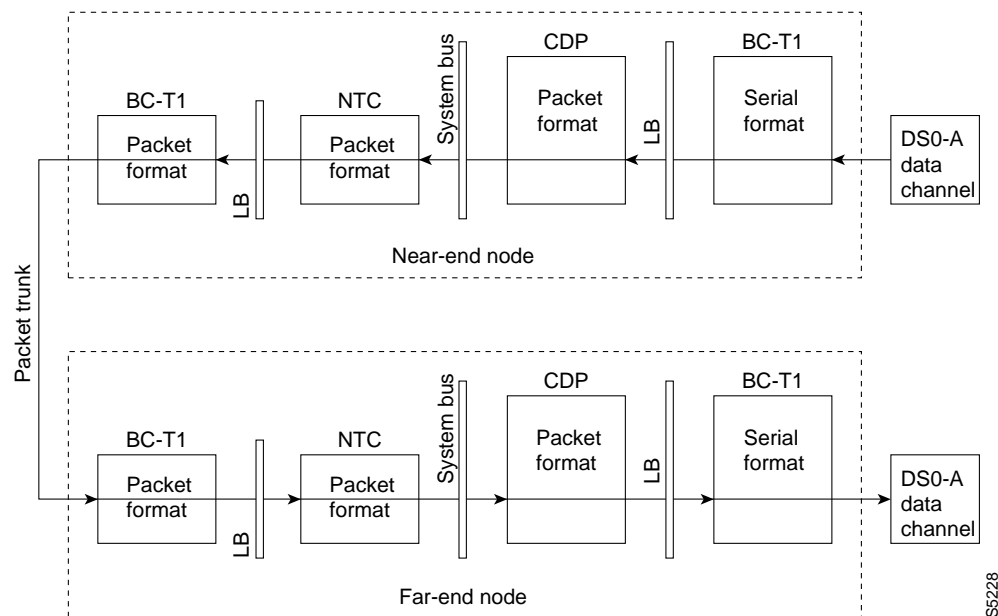 CDP
BC-T1
System bus
BC-T1
NTC
Packet
format
LB
Serial
format
Packet
format
Packet
format
DS0-A
data
channel
LB
Near-end node
Packet trunk
CDP
BC-T1
System bus
BC-T1
NTC
Packet
format
LB
Serial
format
Packet
format
Packet
format
DS0-A
data
channel
LB
Far-end node
S5228